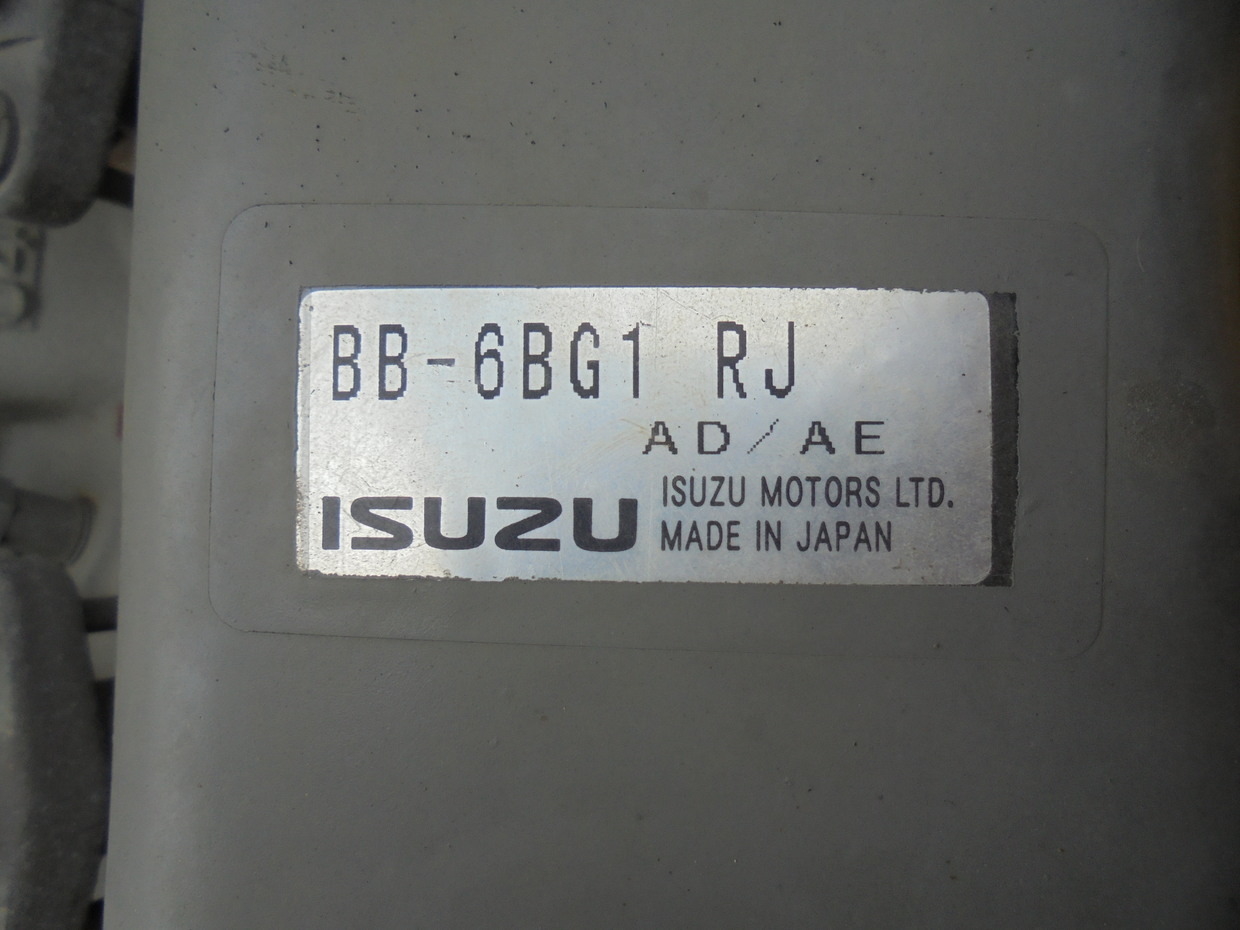 BB-6BG1 RJ
AD/AE
ISUZU
ISUZU MOTORS LTD.
MADE IN JAPAN